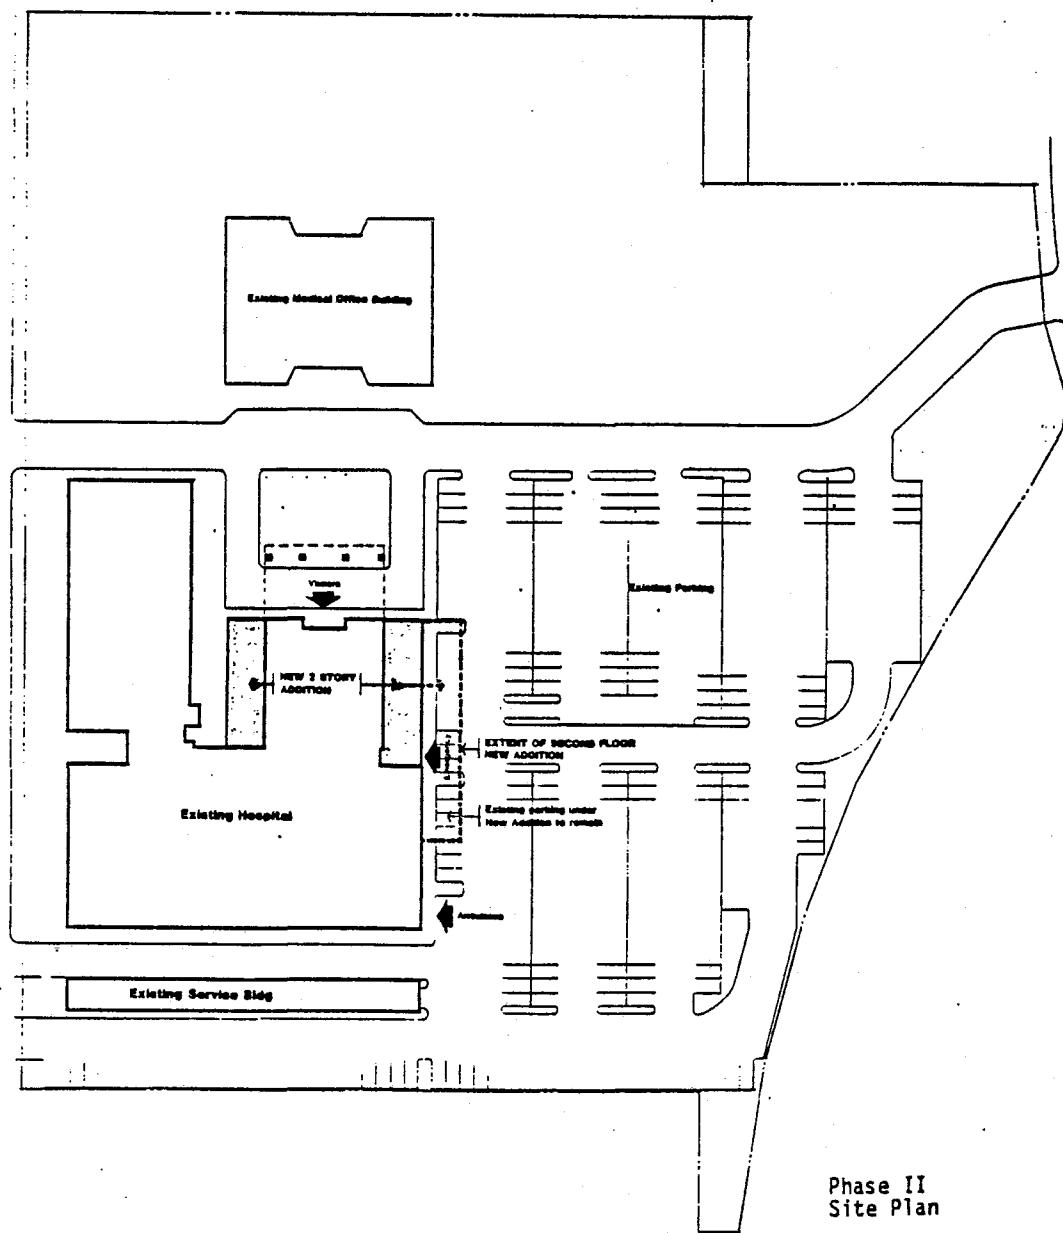 Existing Medical Office Building
Visitors
Existing Parking
NEW 2 STORY
ADDITION
EXTENT OF SECOND FLOOR
NEW ADDITION
Existing Hospital
Existing parking under
New Addition to remain
Ambulance
Existing Service Bldg
Phase II
Site Plan